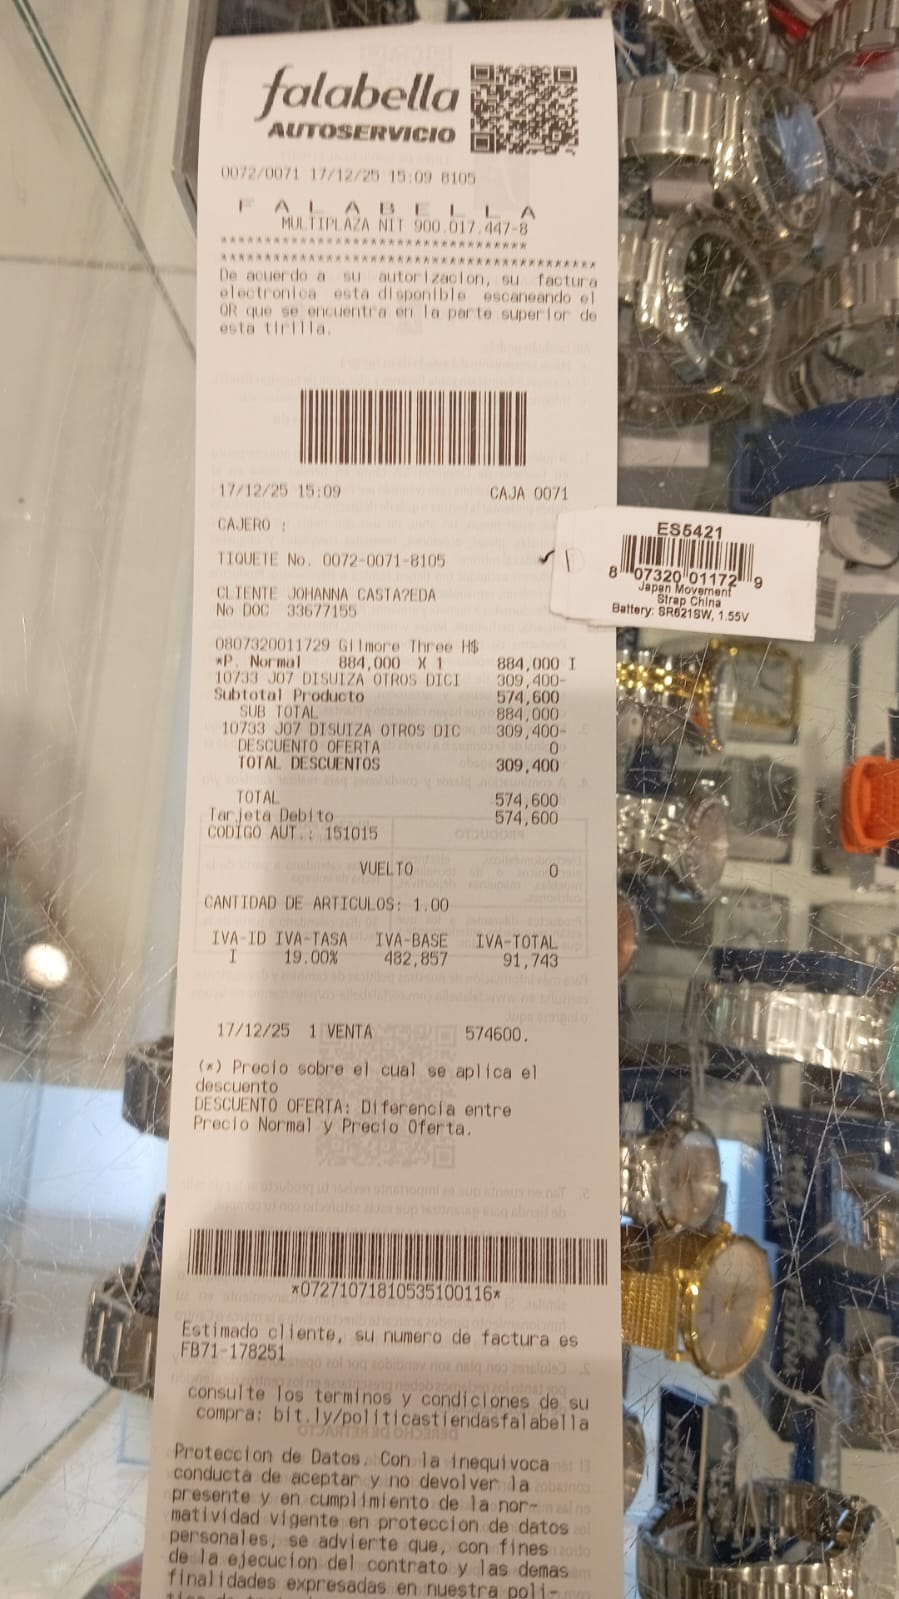 falabella
AUTOSERVICIO
0072/0071 17/12/25 15:09 8105
F A L A B E L L A
MULTIPLAZA NIT 900.017.447-8
***********************************
******************************************
De acuerdo a su autorizacion, su factura
electronica esta disponible escaneando el
QR que se encuentra en la parte superior de
esta tirilla.
17/12/25 15:09 CAJA 0071
CAJERO :
TIQUETE No. 0072-0071-8105
CLIENTE JOHANNA CASTA?EDA
No DOC 33677155
0807320011729 Gilmore Three H$
*P. Normal 884,000 X 1 884,000 I
10733 J07 DISUIZA OTROS DICI 309,400-
Subtotal Producto 574,600
SUB TOTAL 884,000
10733 J07 DISUIZA OTROS DIC 309,400-
DESCUENTO OFERTA 0
TOTAL DESCUENTOS 309,400
TOTAL 574,600
Tarjeta Debito 574,600
CODIGO AUT.: 151015
VUELTO 0
CANTIDAD DE ARTICULOS: 1.00
IVA-ID IVA-TASA IVA-BASE IVA-TOTAL
I 19.00% 482,857 91,743
17/12/25 1 VENTA 574600.
(*) Precio sobre el cual se aplica el
descuento
DESCUENTO OFERTA: Diferencia entre
Precio Normal y Precio Oferta.
*07271071810535100116*
Estimado cliente, su numero de factura es
FB71-178251
consulte los terminos y condiciones de su
compra: bit.ly/politicastiendasfalabella
Proteccion de Datos. Con la inequivoca
conducta de aceptar y no devolver la
presente y en cumplimiento de la nor-
matividad vigente en proteccion de datos
personales, se advierte que, con fines
de la ejecucion del contrato y las demas
finalidades expresadas en nuestra poli-
ES5421
8 07320 01172 9
Japan Movement
Strap China
Battery: SR621SW, 1.55V